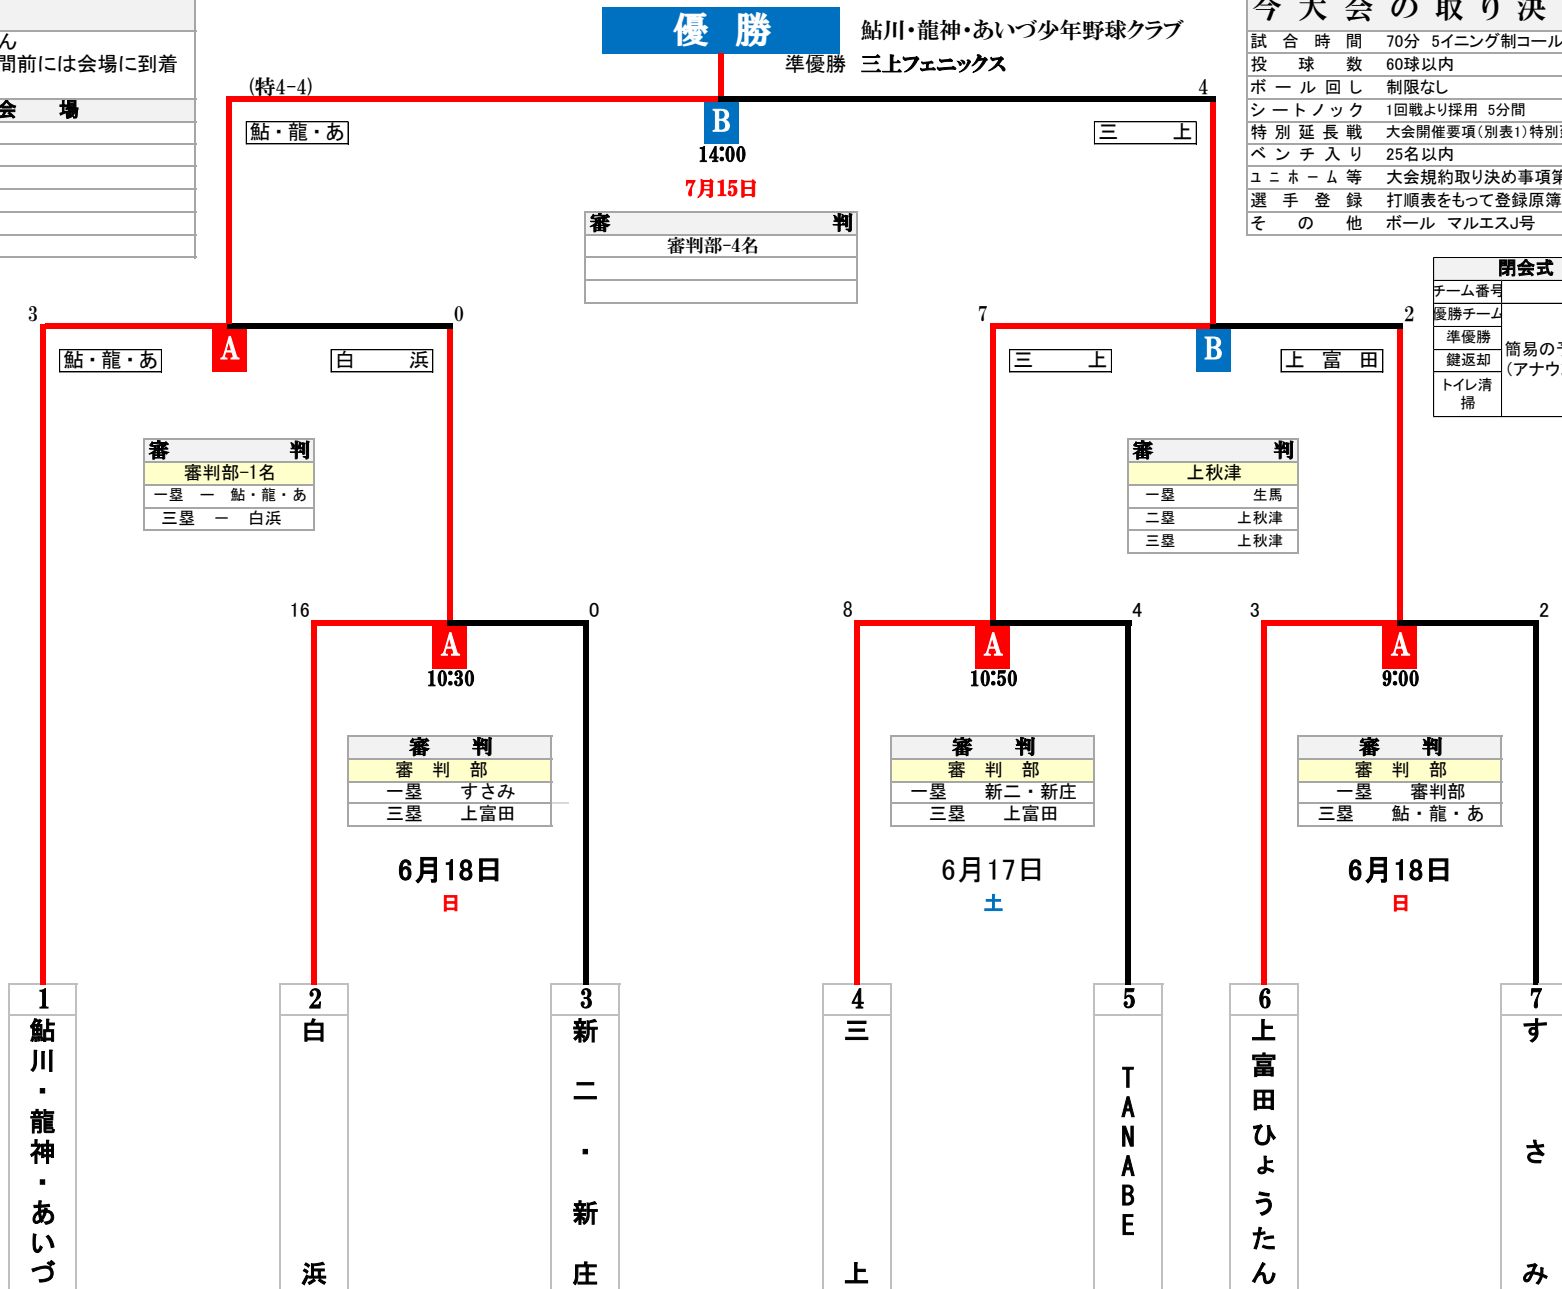 優 勝
鮎川・龍神・あいづ少年野球クラブ
準優勝 三上フェニックス
ん
間前には会場に到着
会 場
今 大 会 の 取 り 決
試 合 時 間 70分 5イニング制コール
投 球 数 60球以内
ボ ー ル 回 し 制限なし
シ ー ト ノ ッ ク 1回戦より採用 5分間
特 別 延 長 戦 大会開催要項(別表1)特別
ベ ン チ 入 り 25名以内
ユ ニ ホ ー ム 等 大会規約取り決め事項第
選 手 登 録 打順表をもって登録原簿
そ の 他 ボール マルエスJ号
(特4-4)
4
鮎・龍・あ
B
三 上
14:00
7月15日
審 判
審判部-4名
閉会式
チーム番号
優勝チーム
準優勝
鍵返却
トイレ清掃
簡易の
(アナウ
3
0
鮎・龍・あ
A
白 浜
7
2
三 上
B
上 富 田
審 判
審判部-1名
一塁 ー 鮎・龍・あ
三塁 ー 白浜
審 判
上秋津
一塁 生馬
二塁 上秋津
三塁 上秋津
16
0
A
10:30
8
4
A
10:50
3
2
A
9:00
審 判
審 判 部
一塁 すさみ
三塁 上富田
審 判
審 判 部
一塁 新二・新庄
三塁 上富田
審 判
審 判 部
一塁 審判部
三塁 鮎・龍・あ
6月18日
日
6月17日
土
6月18日
日
1
鮎川・龍神・あいづ
2
白 浜
3
新 二 ・ 新 庄
4
三 上
5
TANABE
6
上富田ひょうたん
7
す さ み